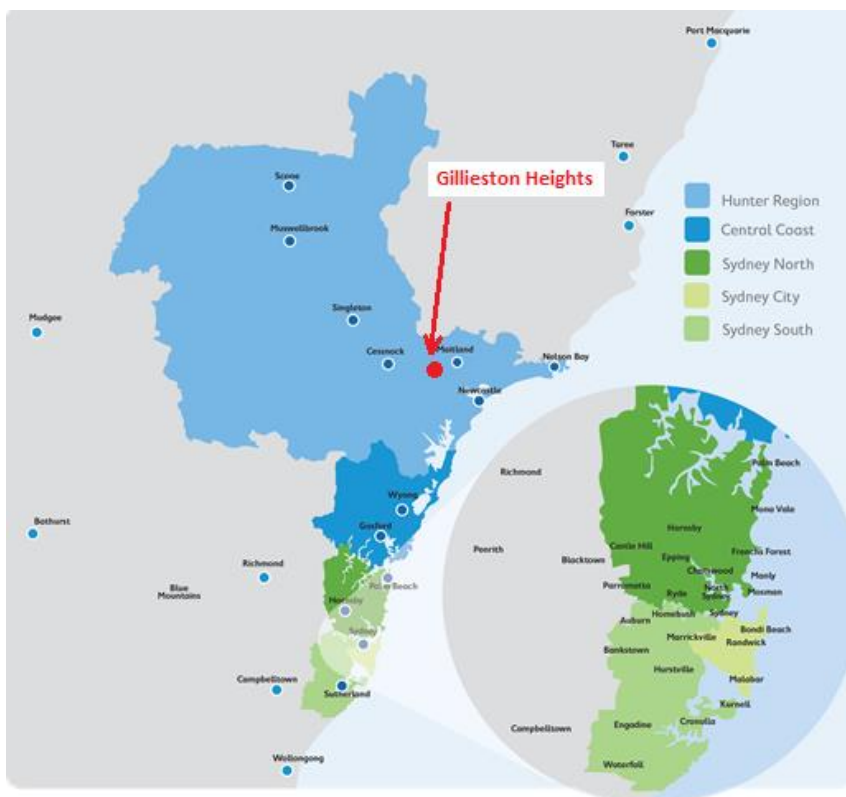 Port Macquarie
Taree
Scone
Gillieston Heights
Forster
Muswellbrook
Singleton
Mudgee
Cessnock
Maitland
Nelson Bay
Newcastle
Hunter Region
Central Coast
Sydney North
Sydney City
Sydney South
Wyong
Gosford
Bathurst
Richmond
Blue
Mountains
Palm Beach
Hornsby
Sydney
Campbelltown
Sutherland
Wollongong
Richmond
Palm Beach
Mona Vale
Hornsby
Penrith
Castle Hill
Frenchs Forest
Blacktown
Epping
Chatswood
Manly
Parramatta
Ryde
North
Sydney
Mosman
Homebush
Sydney
Auburn
Bondi Beach
Marrickville
Randwick
Bankstown
Hurstville
Malabar
Kurnell
Cronulla
Engadine
Campbelltown
Waterfall